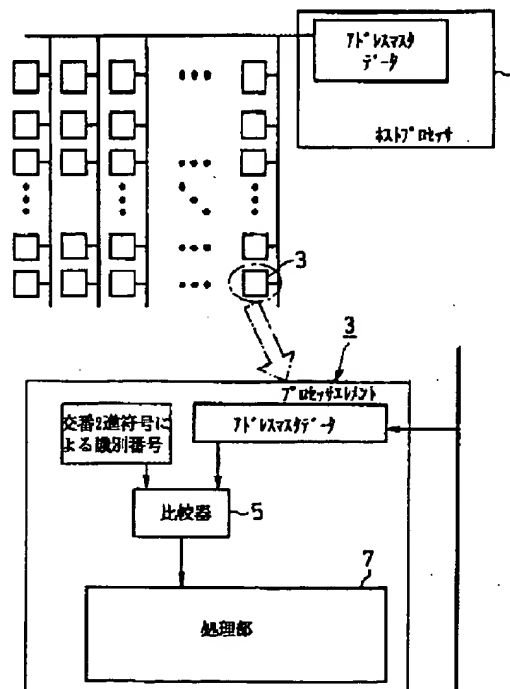 アドレスマスタ
データ
ホストプロセッサ
3
3
プロセッサエレメント
交番2進符号に
よる識別番号
アドレスマスタデータ
比較器
5
7
処理部